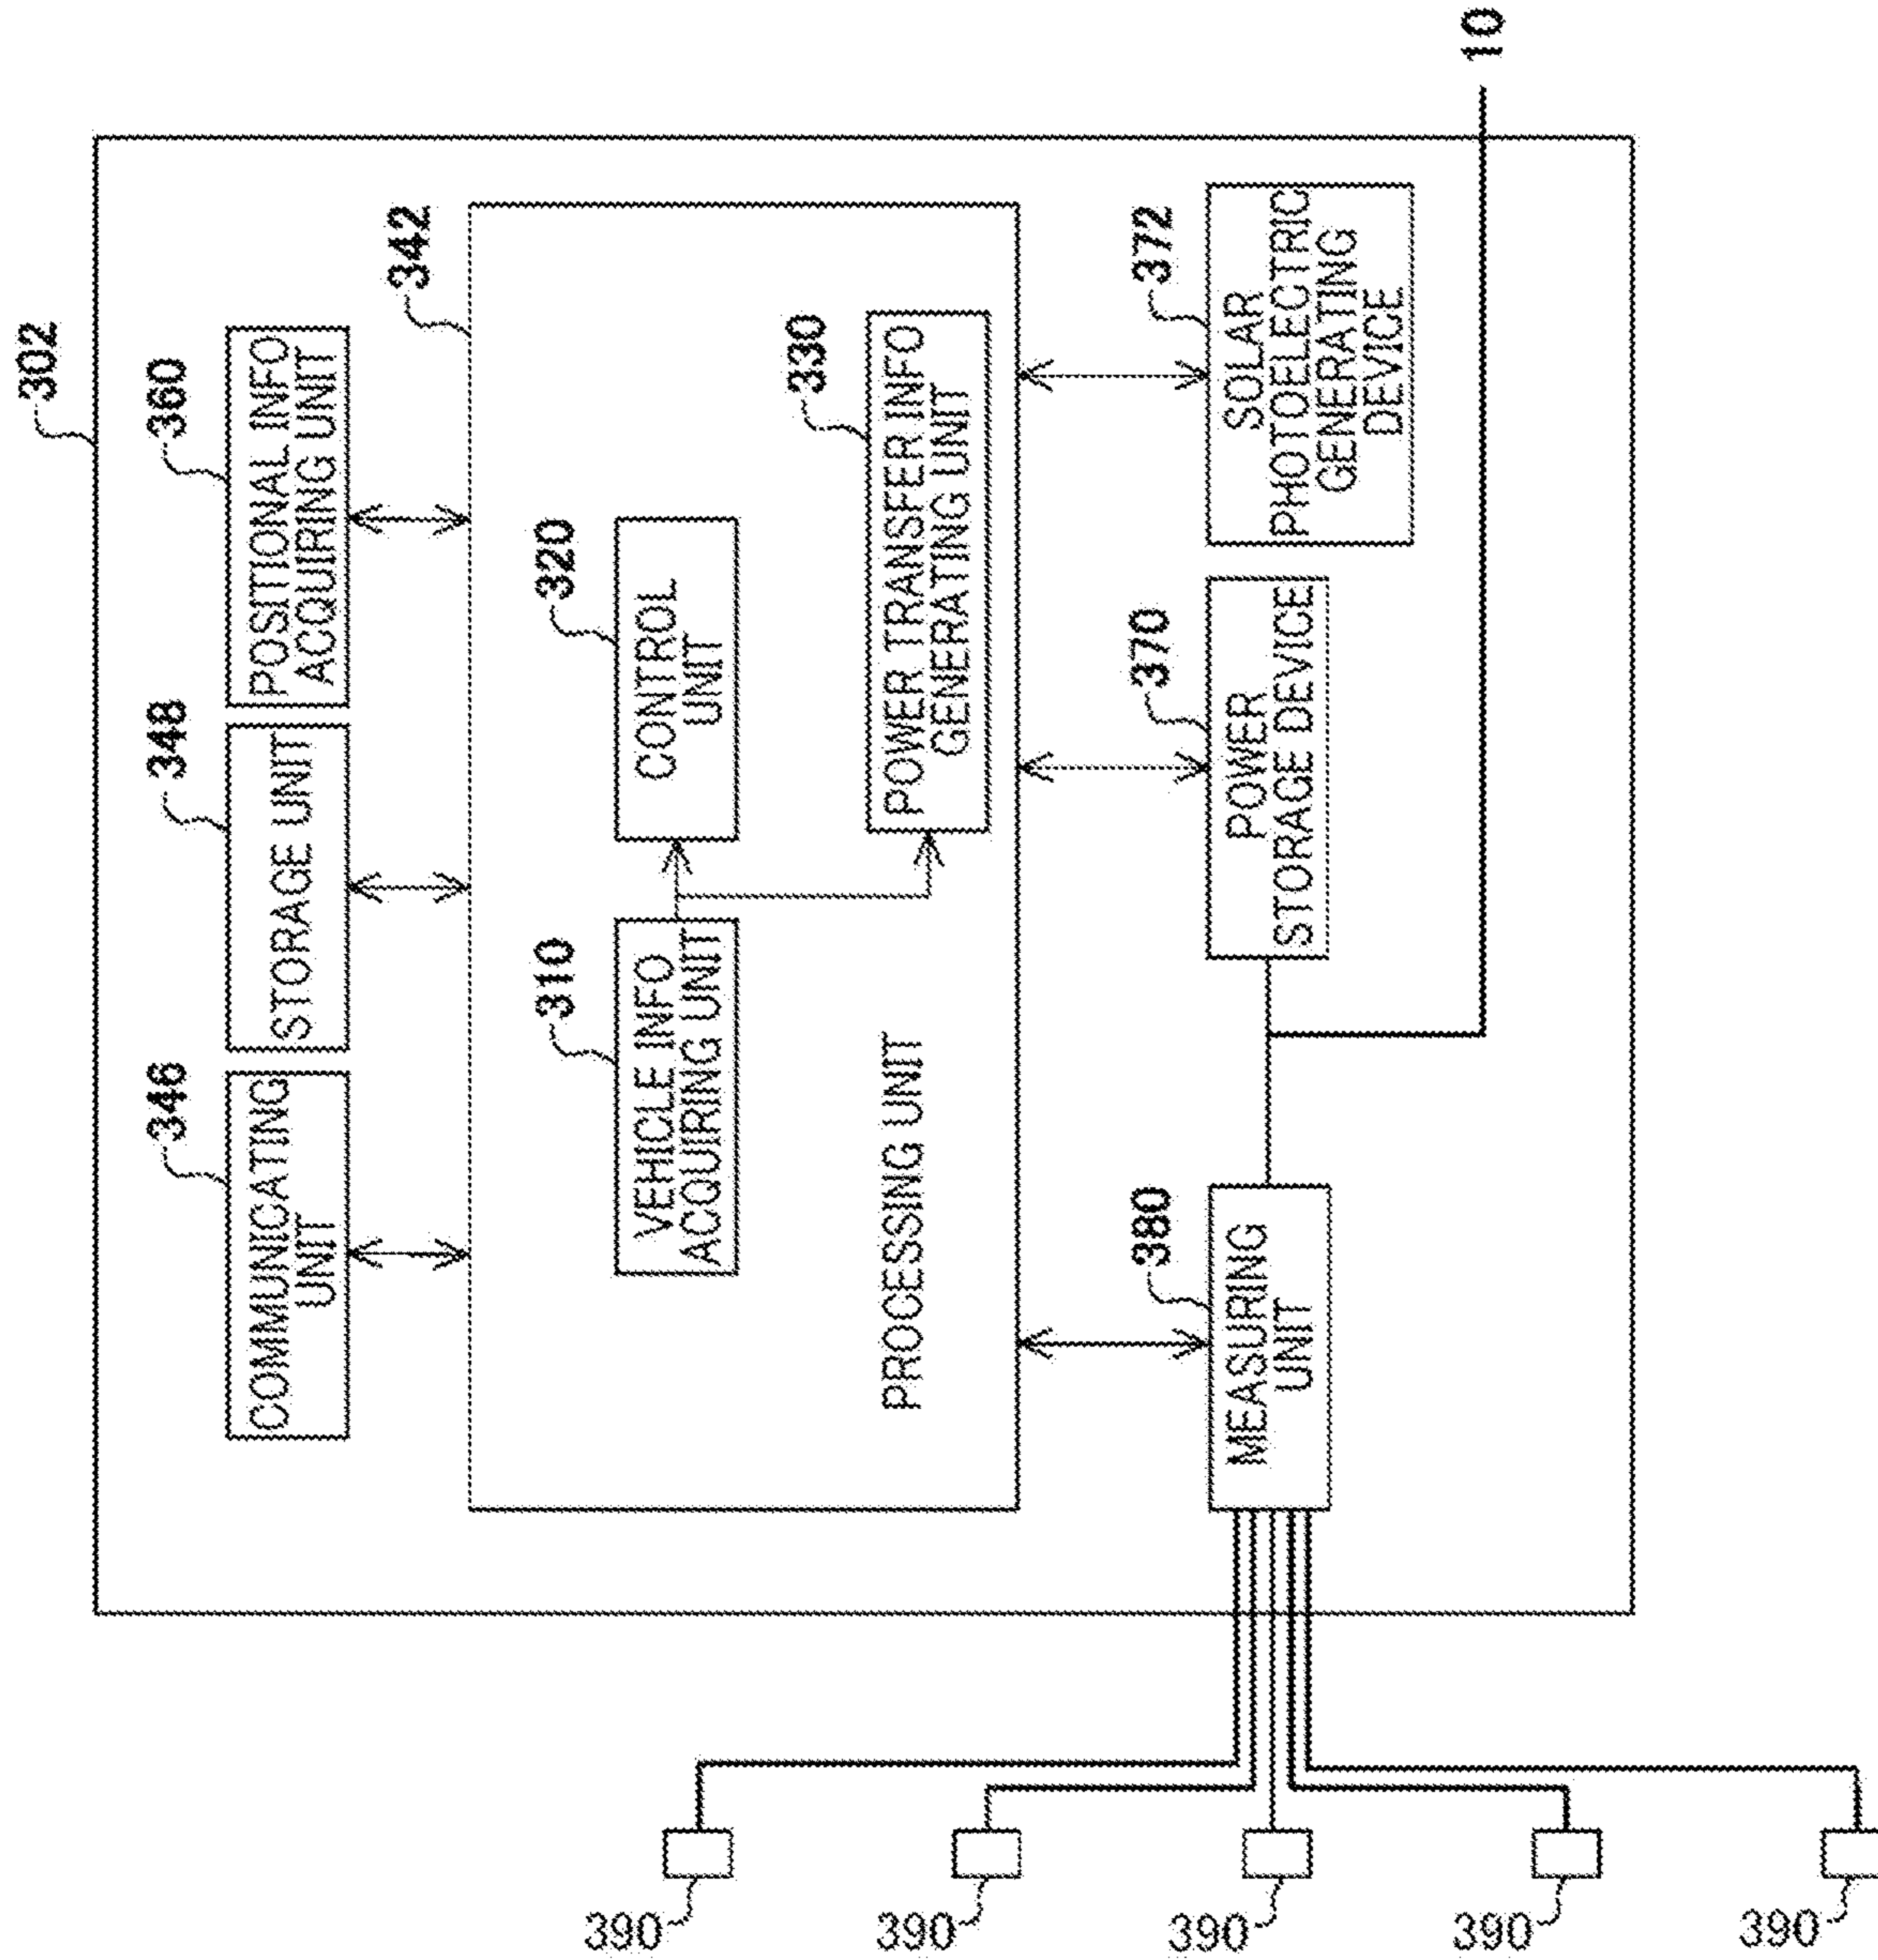 302
346
COMMUNICATING
UNIT
348
STORAGE UNIT
360
POSITIONAL INFO
ACQUIRING UNIT
342
310
VEHICLE INFO
ACQUIRING UNIT
320
CONTROL
UNIT
330
POWER TRANSFER INFO
GENERATING UNIT
PROCESSING UNIT
380
MEASURING
UNIT
370
POWER
STORAGE DEVICE
372
SOLAR
PHOTOELECTRIC
GENERATING
DEVICE
10
390
390
390
390
390